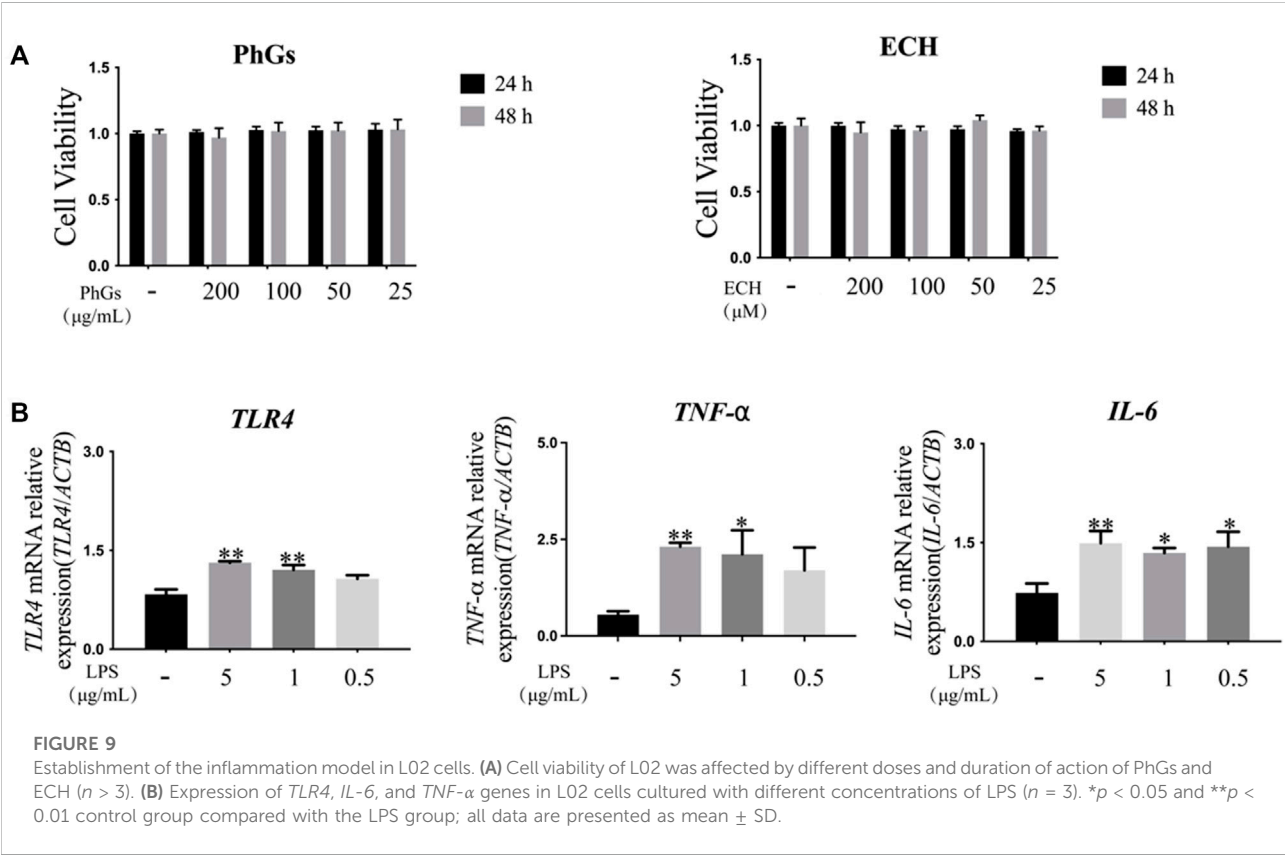 A
PhGs
Cell Viability
1.5
1.0
0.5
0.0
24 h
48 h
PhGs
(μg/mL)
- 200 100 50 25
ECH
Cell Viability
1.5
1.0
0.5
0.0
24 h
48 h
ECH
(μM)
- 200 100 50 25
B
TLR4
TLR4 mRNA relative
expression(TLR4/ACTB)
3.0
1.5
0.0
** **
LPS
(μg/mL)
- 5 1 0.5
TNF-α
TNF-α mRNA relative
expression(TNF-α/ACTB)
5.0
2.5
0.0
** *
LPS
(μg/mL)
- 5 1 0.5
IL-6
IL-6 mRNA relative
expression(IL-6/ACTB)
3.0
1.5
0.0
** * *
LPS
(μg/mL)
- 5 1 0.5
FIGURE 9
Establishment of the inflammation model in L02 cells. (A) Cell viability of L02 was affected by different doses and duration of action of PhGs and
ECH (n > 3). (B) Expression of TLR4, IL-6, and TNF-α genes in L02 cells cultured with different concentrations of LPS (n = 3). *p < 0.05 and **p <
0.01 control group compared with the LPS group; all data are presented as mean ± SD.